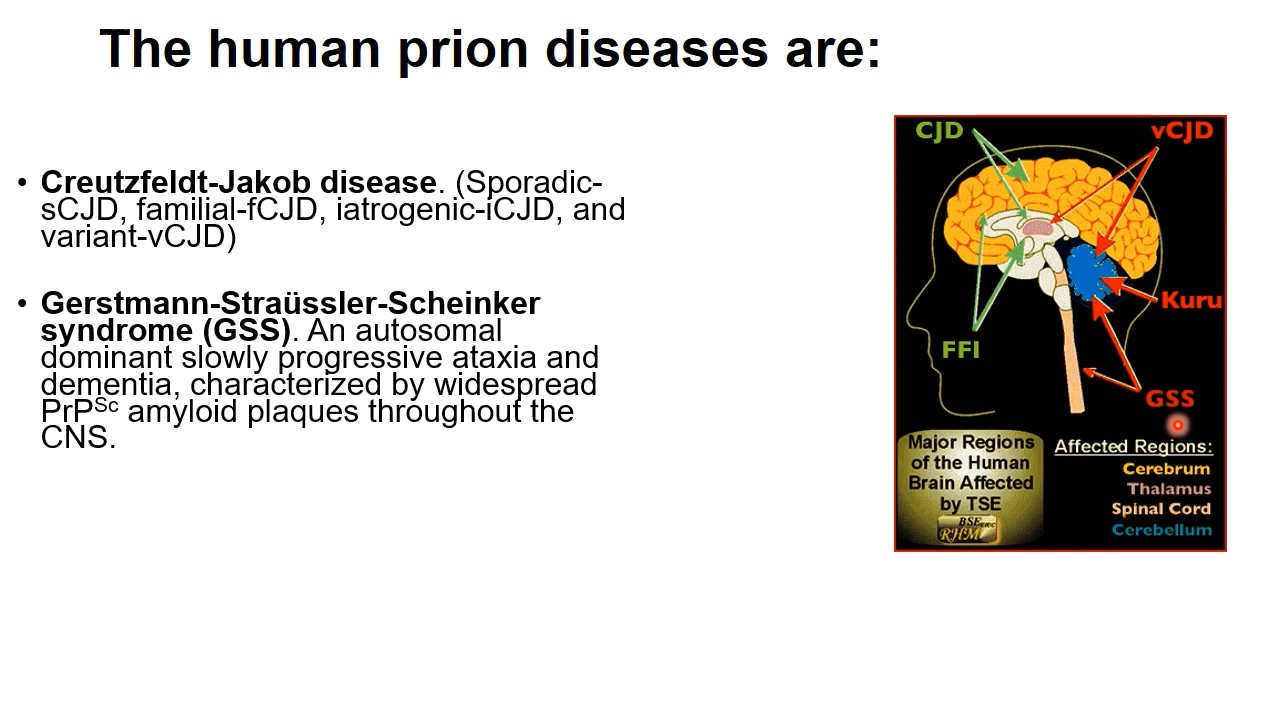 The human prion diseases are:
• Creutzfeldt-Jakob disease. (Sporadic-
sCJD, familial-fCJD, iatrogenic-iCJD, and
variant-vCJD)
• Gerstmann-Straüssler-Scheinker
syndrome (GSS). An autosomal
dominant slowly progressive ataxia and
dementia, characterized by widespread
PrPSc amyloid plaques throughout the
CNS.
CJD
vCJD
Kuru
FFI
GSS
Major Regions
of the Human
Brain Affected
by TSE
BSE
RHM
Affected Regions:
Cerebrum
Thalamus
Spinal Cord
Cerebellum